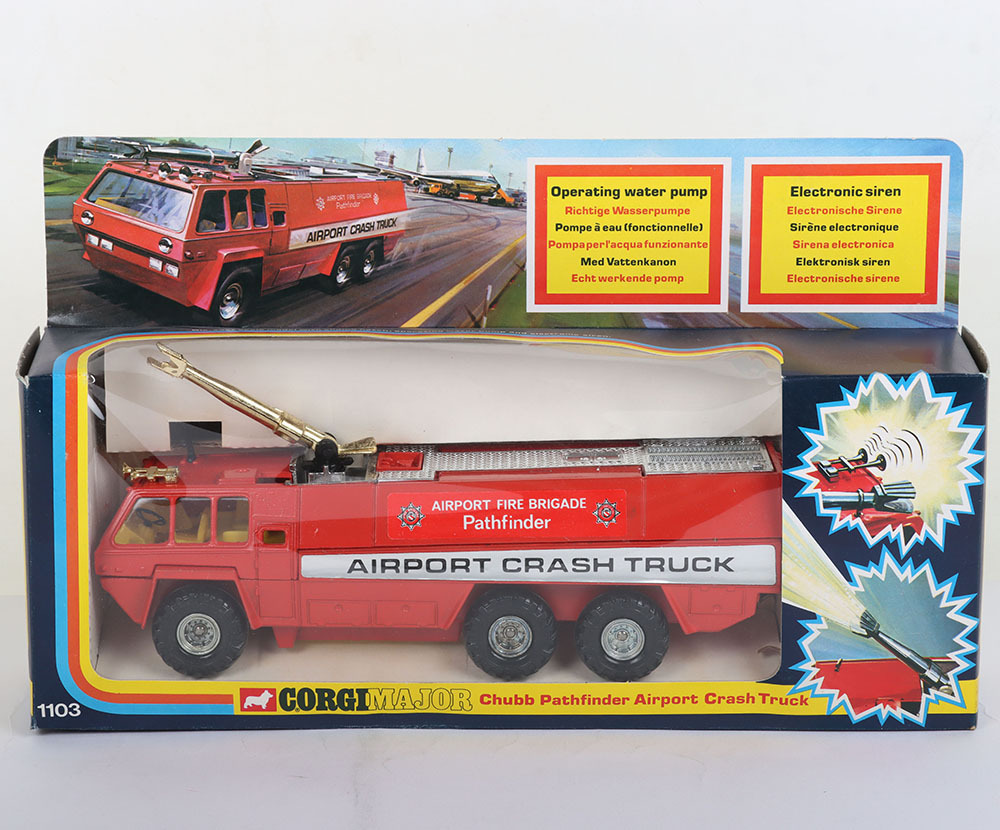 AIRPORT FIRE BRIGADE
Pathfinder
AIRPORT CRASH TRUCK
Operating water pump
Richtige Wasserpumpe
Pompe à eau (fonctionnelle)
Pompa per l'acqua funzionante
Med Vattenkanon
Echt werkende pomp
Electronic siren
Electronische Sirene
Sirène electronique
Sirena electronica
Elektronisk siren
Electronische sirene
AIRPORT FIRE BRIGADE
Pathfinder
AIRPORT CRASH TRUCK
1103
CORGI MAJOR Chubb Pathfinder Airport Crash Truck